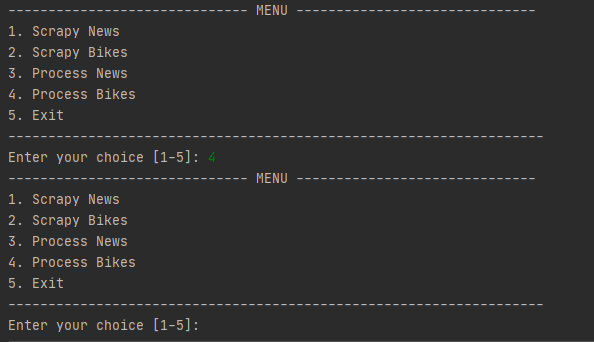 ------------------------------ MENU ------------------------------
1. Scrapy News
2. Scrapy Bikes
3. Process News
4. Process Bikes
5. Exit
-------------------------------------------------------------------
Enter your choice [1-5]: 4
------------------------------ MENU ------------------------------
1. Scrapy News
2. Scrapy Bikes
3. Process News
4. Process Bikes
5. Exit
-------------------------------------------------------------------
Enter your choice [1-5]: